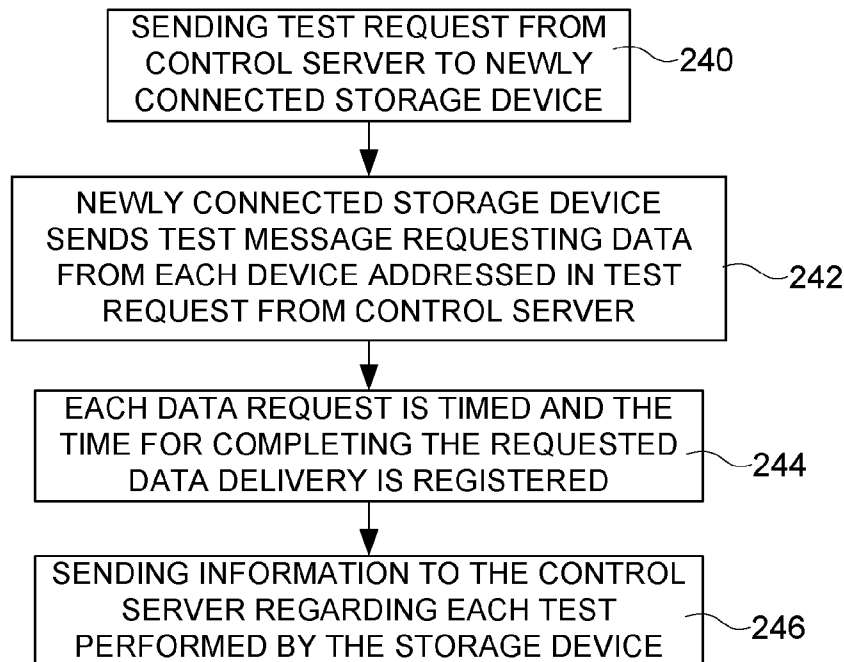 SENDING TEST REQUEST FROM
CONTROL SERVER TO NEWLY
CONNECTED STORAGE DEVICE
240
NEWLY CONNECTED STORAGE DEVICE
SENDS TEST MESSAGE REQUESTING DATA
FROM EACH DEVICE ADDRESSED IN TEST
REQUEST FROM CONTROL SERVER
242
EACH DATA REQUEST IS TIMED AND THE
TIME FOR COMPLETING THE REQUESTED
DATA DELIVERY IS REGISTERED
244
SENDING INFORMATION TO THE CONTROL
SERVER REGARDING EACH TEST
PERFORMED BY THE STORAGE DEVICE
246